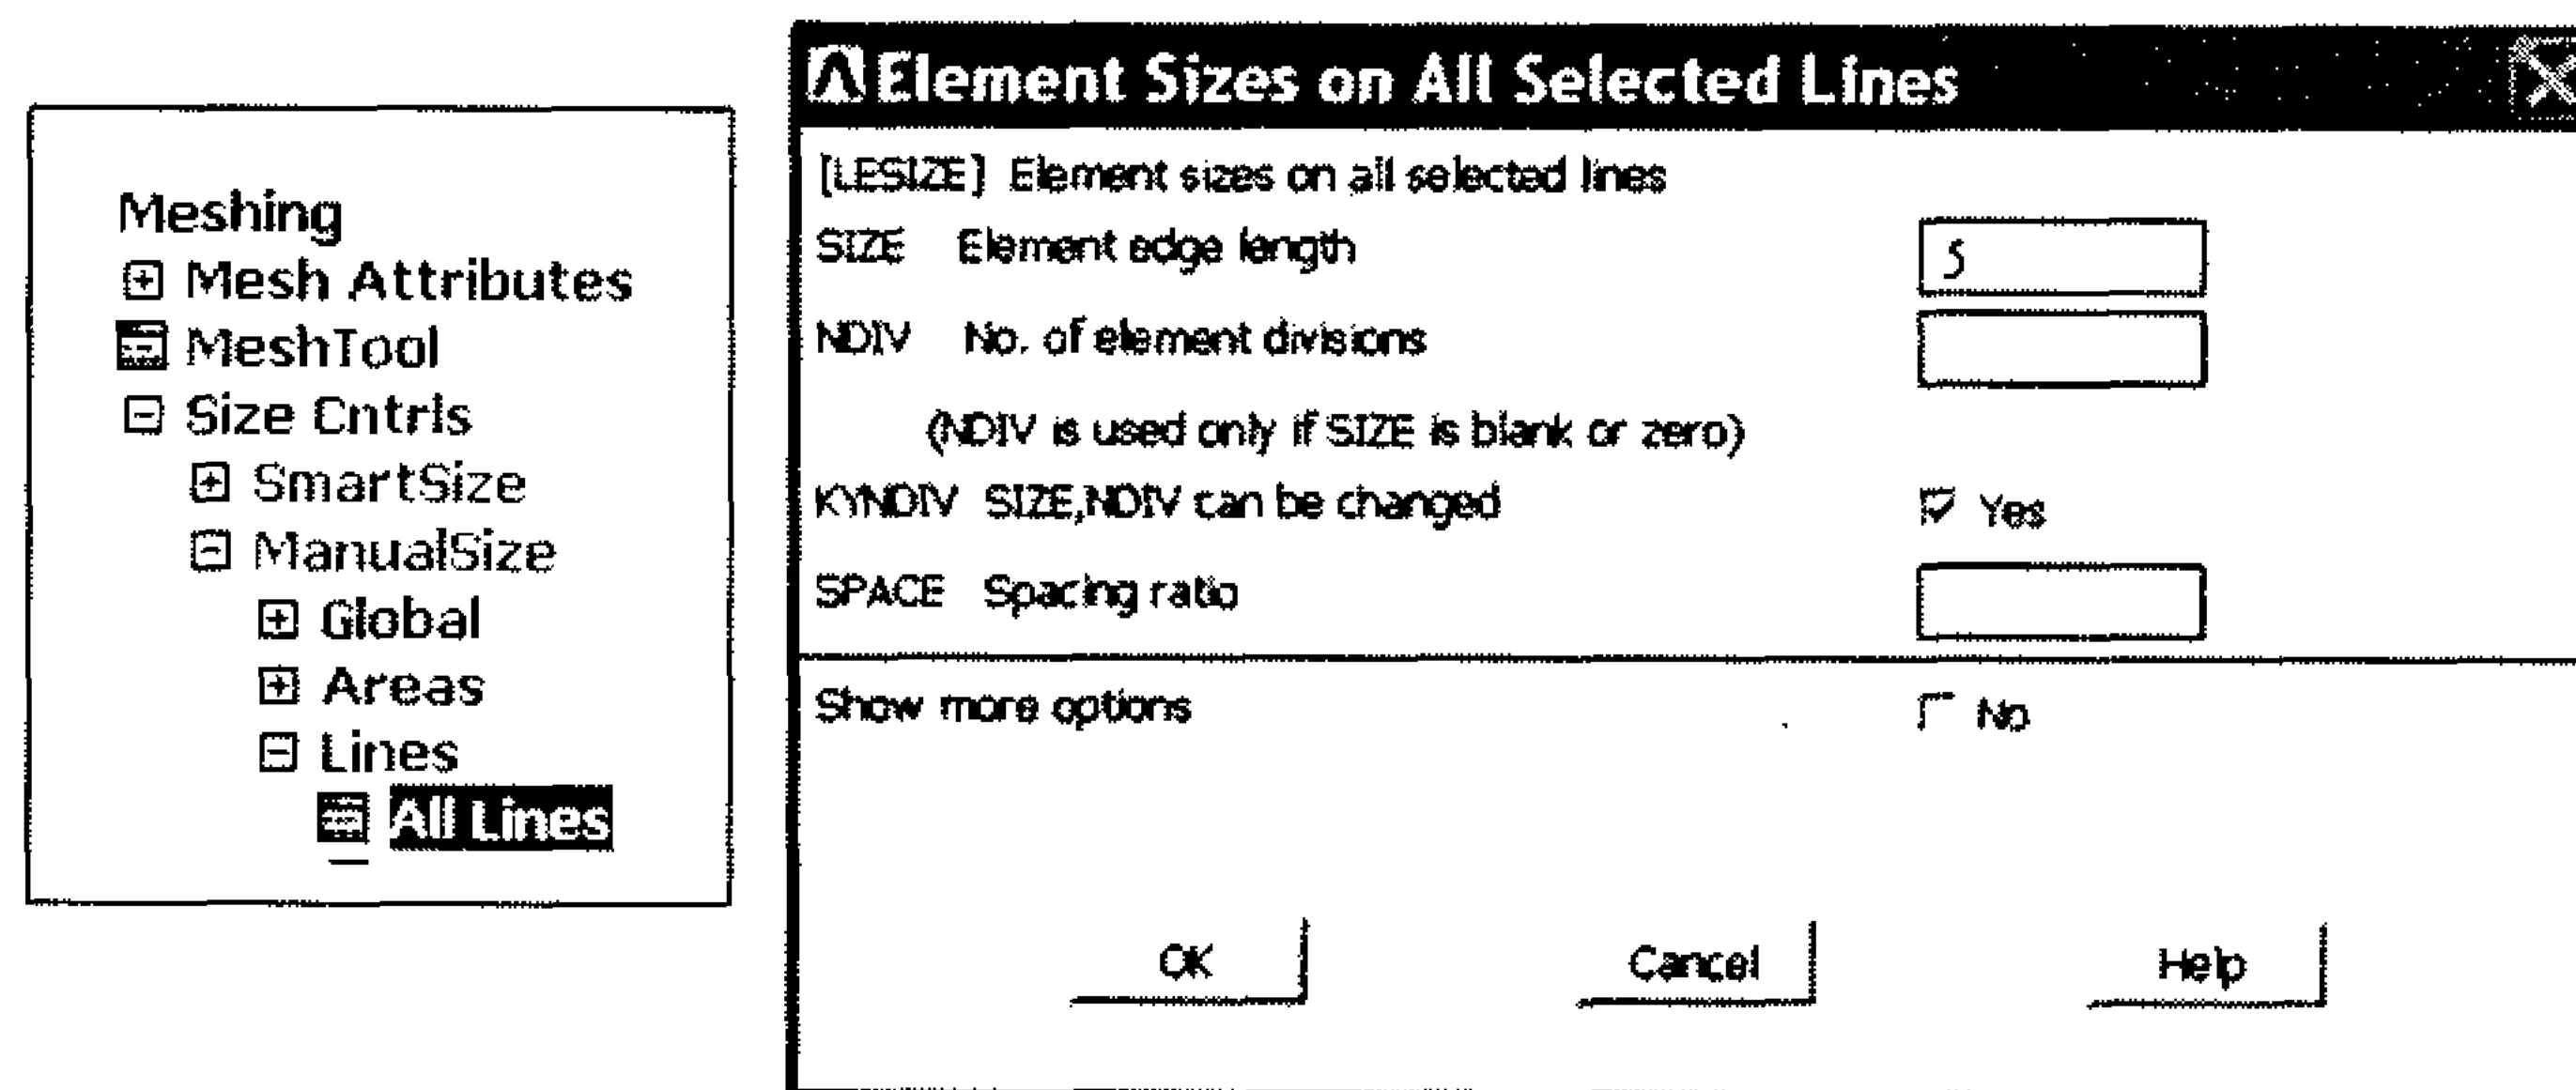 Meshing
Mesh Attributes
MeshTool
Size Cntrls
SmartSize
ManualSize
Global
Areas
Lines
All Lines
Element Sizes on All Selected Lines
[LESIZE] Element sizes on all selected lines
SIZE Element edge length 5
NDIV No. of element divisions
(NDIV is used only if SIZE is blank or zero)
KYNDIV SIZE,NDIV can be changed Yes
SPACE Spacing ratio
Show more options No
OK Cancel Help